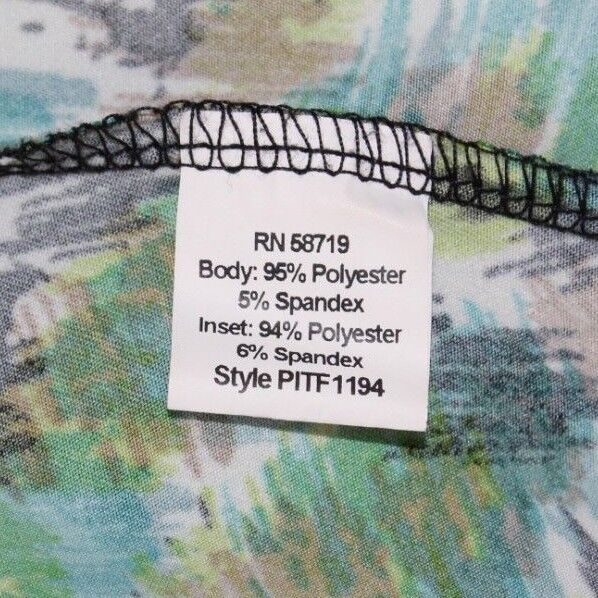 RN 58719
Body: 95% Polyester
5% Spandex
Inset: 94% Polyester
6% Spandex
Style PITF1194